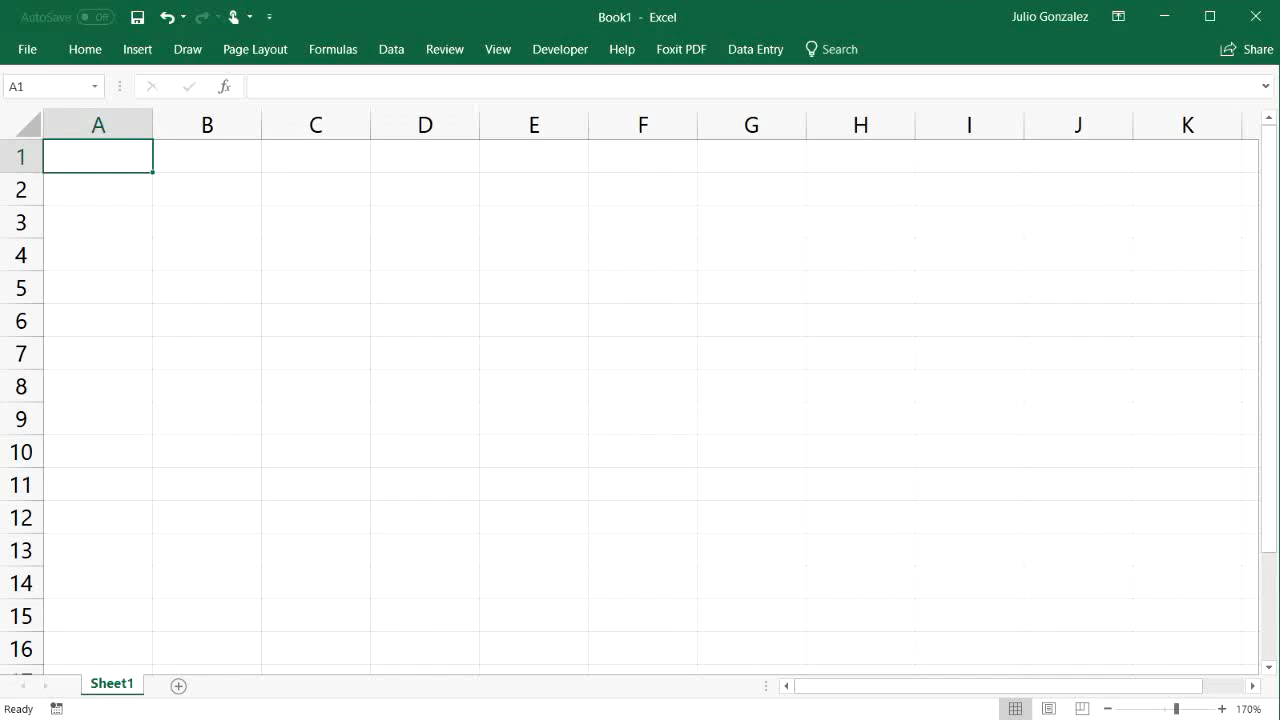 AutoSave Off Book1 - Excel Julio Gonzalez
File Home Insert Draw Page Layout Formulas Data Review View Developer Help Foxit PDF Data Entry Search Share
A1 fx
A B C D E F G H I J K
1
2
3
4
5
6
7
8
9
10
11
12
13
14
15
16
Sheet1
Ready 170%